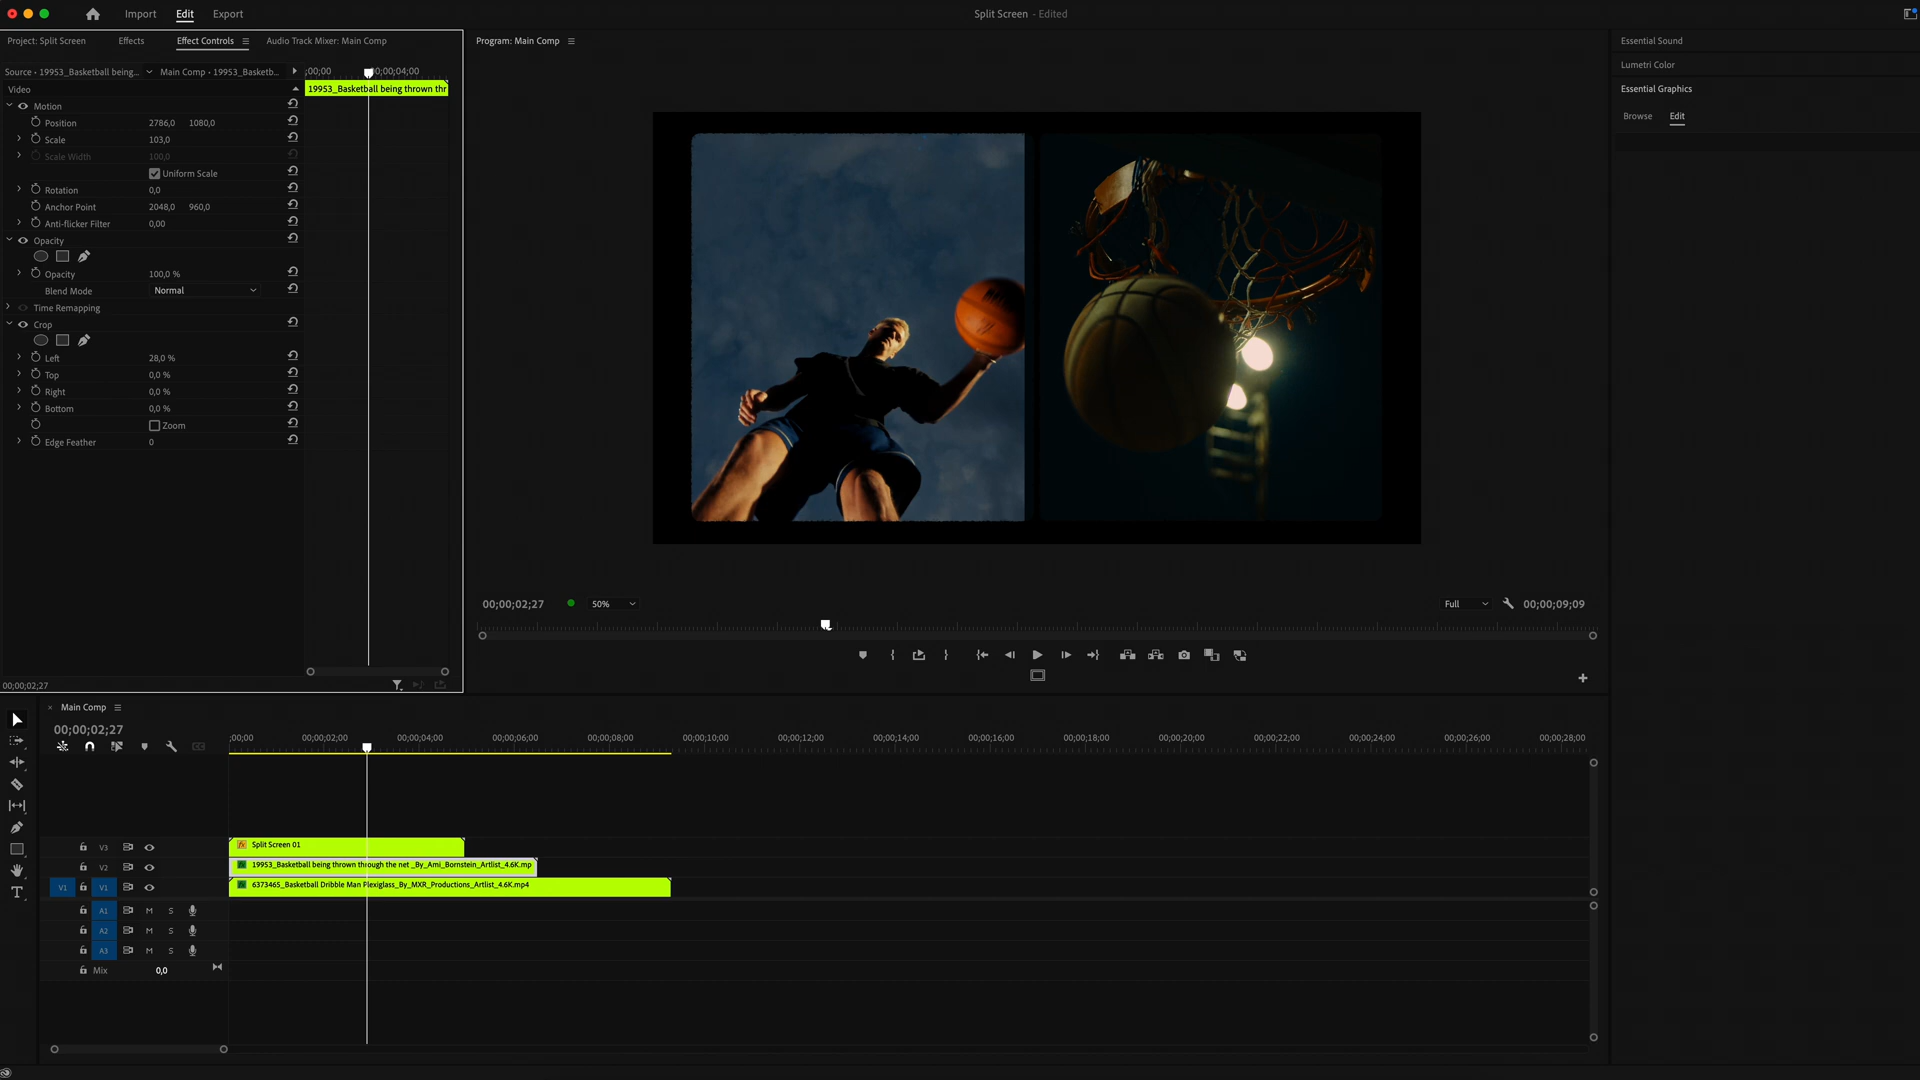 Import Edit Export Split Screen - Edited
Project: Split Screen Effects Effect Controls Audio Track Mixer: Main Comp
Source • 19953_Basketball being... Main Comp • 19953_Basketb...
;00;00 00;00;04;00
Video
19953_Basketball being thrown thr
Motion
Position 2786,0 1080,0
Scale 103,0
Scale Width 100,0
Uniform Scale
Rotation 0,0
Anchor Point 2048,0 960,0
Anti-flicker Filter 0,00
Opacity
Opacity 100,0 %
Blend Mode Normal
Time Remapping
Crop
Left 28,0 %
Top 0,0 %
Right 0,0 %
Bottom 0,0 %
Zoom
Edge Feather 0
00;00;02;27
Program: Main Comp
00;00;02;27 50% Full 00;00;09;09
Essential Sound
Lumetri Color
Essential Graphics
Browse Edit
Main Comp
00;00;02;27
;00;00 00;00;02;00 00;00;04;00 00;00;06;00 00;00;08;00 00;00;10;00 00;00;12;00 00;00;14;00 00;00;16;00 00;00;18;00 00;00;20;00 00;00;22;00 00;00;24;00 00;00;26;00 00;00;28;00
V3 Split Screen 01
V2 19953_Basketball being thrown through the net _By_Ami_Bornstein_Artlist_4.6K.mp
V1 V1 6373465_Basketball Dribble Man Plexiglass_By_MXR_Productions_Artlist_4.6K.mp4
A1 M S
A2 M S
A3 M S
Mix 0,0